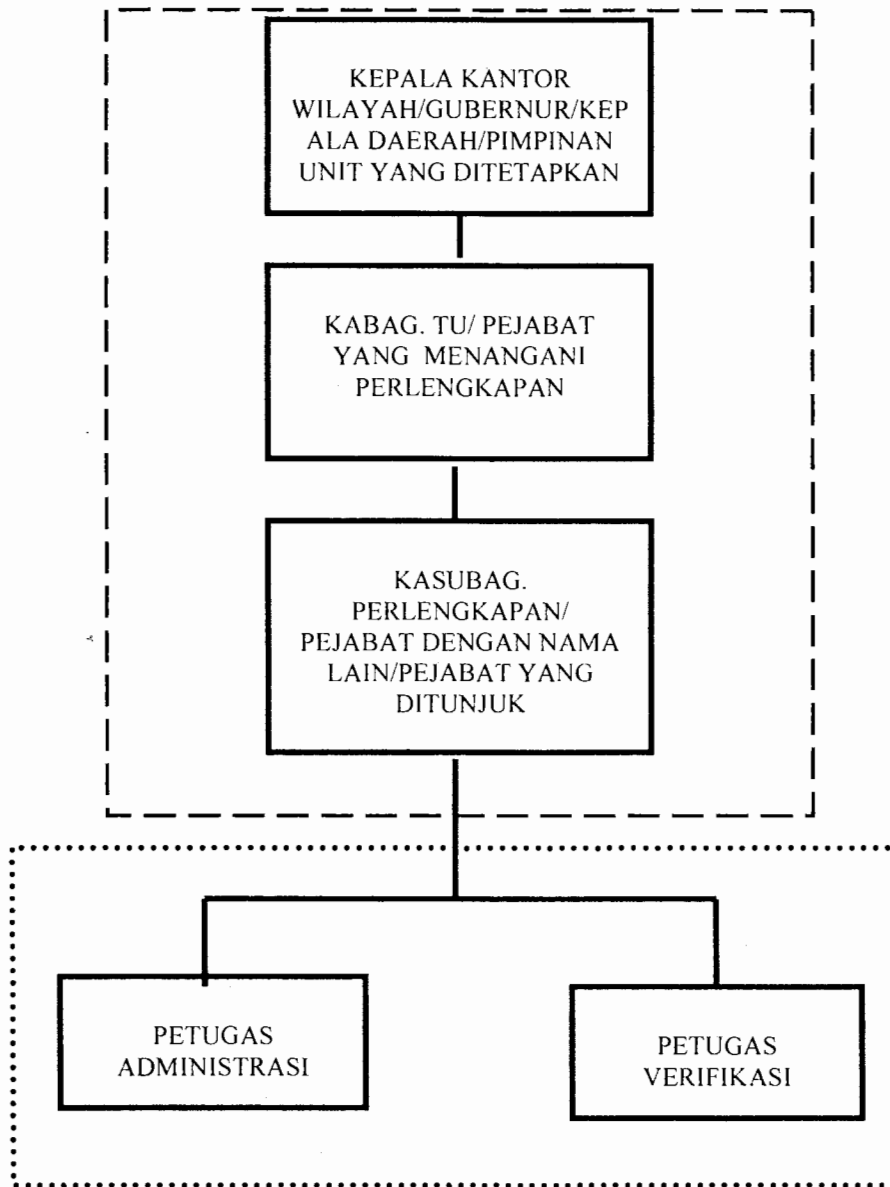 KEPALA KANTOR
WILAYAH/GUBERNUR/KEP
ALA DAERAH/PIMPINAN
UNIT YANG DITETAPKAN
KABAG. TU/ PEJABAT
YANG MENANGANI
PERLENGKAPAN
KASUBAG.
PERLENGKAPAN/
PEJABAT DENGAN NAMA
LAIN/PEJABAT YANG
DITUNJUK
PETUGAS
ADMINISTRASI
PETUGAS
VERIFIKASI